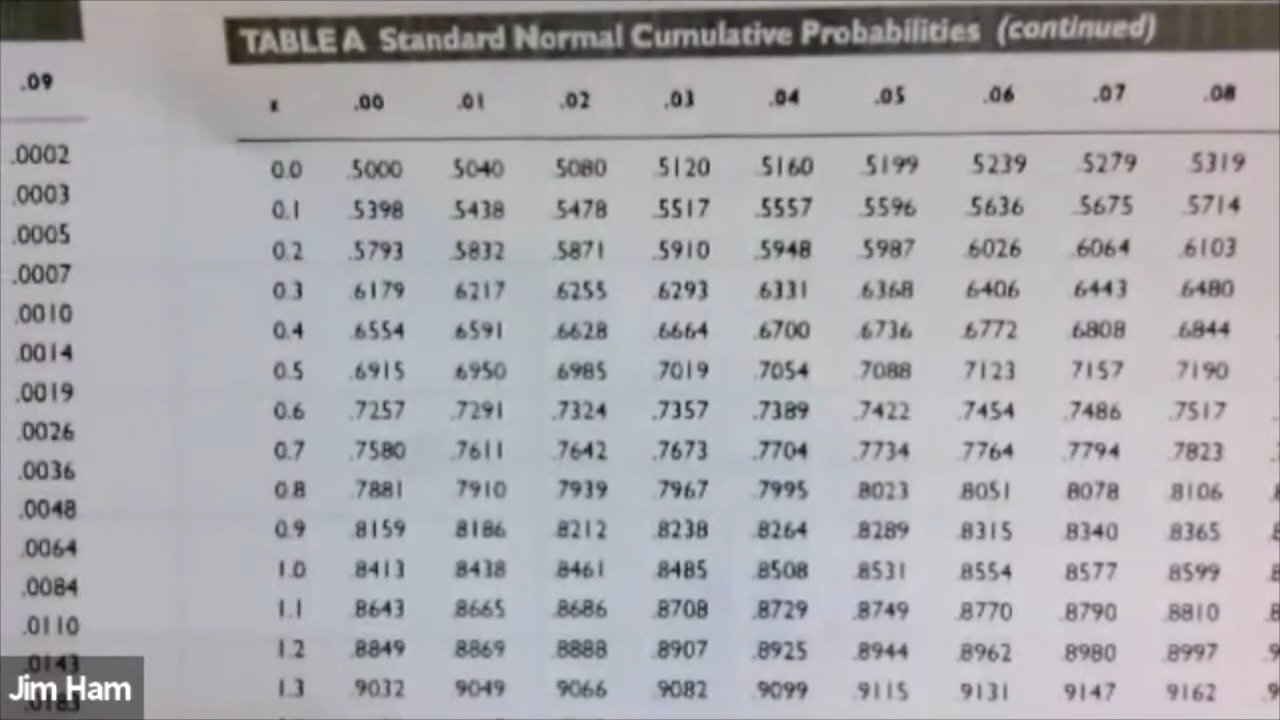 TABLE A Standard Normal Cumulative Probabilities (continued)
.09
z .00 .01 .02 .03 .04 .05 .06 .07 .08
.0002
0.0 .5000 .5040 .5080 .5120 .5160 .5199 .5239 .5279 .5319
.0003
0.1 .5398 .5438 .5478 .5517 .5557 .5596 .5636 .5675 .5714
.0005
0.2 .5793 .5832 .5871 .5910 .5948 .5987 .6026 .6064 .6103
.0007
0.3 .6179 .6217 .6255 .6293 .6331 .6368 .6406 .6443 .6480
.0010
0.4 .6554 .6591 .6628 .6664 .6700 .6736 .6772 .6808 .6844
.0014
0.5 .6915 .6950 .6985 .7019 .7054 .7088 .7123 .7157 .7190
.0019
0.6 .7257 .7291 .7324 .7357 .7389 .7422 .7454 .7486 .7517
.0026
0.7 .7580 .7611 .7642 .7673 .7704 .7734 .7764 .7794 .7823
.0036
0.8 .7881 .7910 .7939 .7967 .7995 .8023 .8051 .8078 .8106
.0048
0.9 .8159 .8186 .8212 .8238 .8264 .8289 .8315 .8340 .8365
.0064
1.0 .8413 .8438 .8461 .8485 .8508 .8531 .8554 .8577 .8599
.0084
1.1 .8643 .8665 .8686 .8708 .8729 .8749 .8770 .8790 .8810
.0110
1.2 .8849 .8869 .8888 .8907 .8925 .8944 .8962 .8980 .8997
.0143
1.3 .9032 .9049 .9066 .9082 .9099 .9115 .9131 .9147 .9162
Jim Ham
.0183